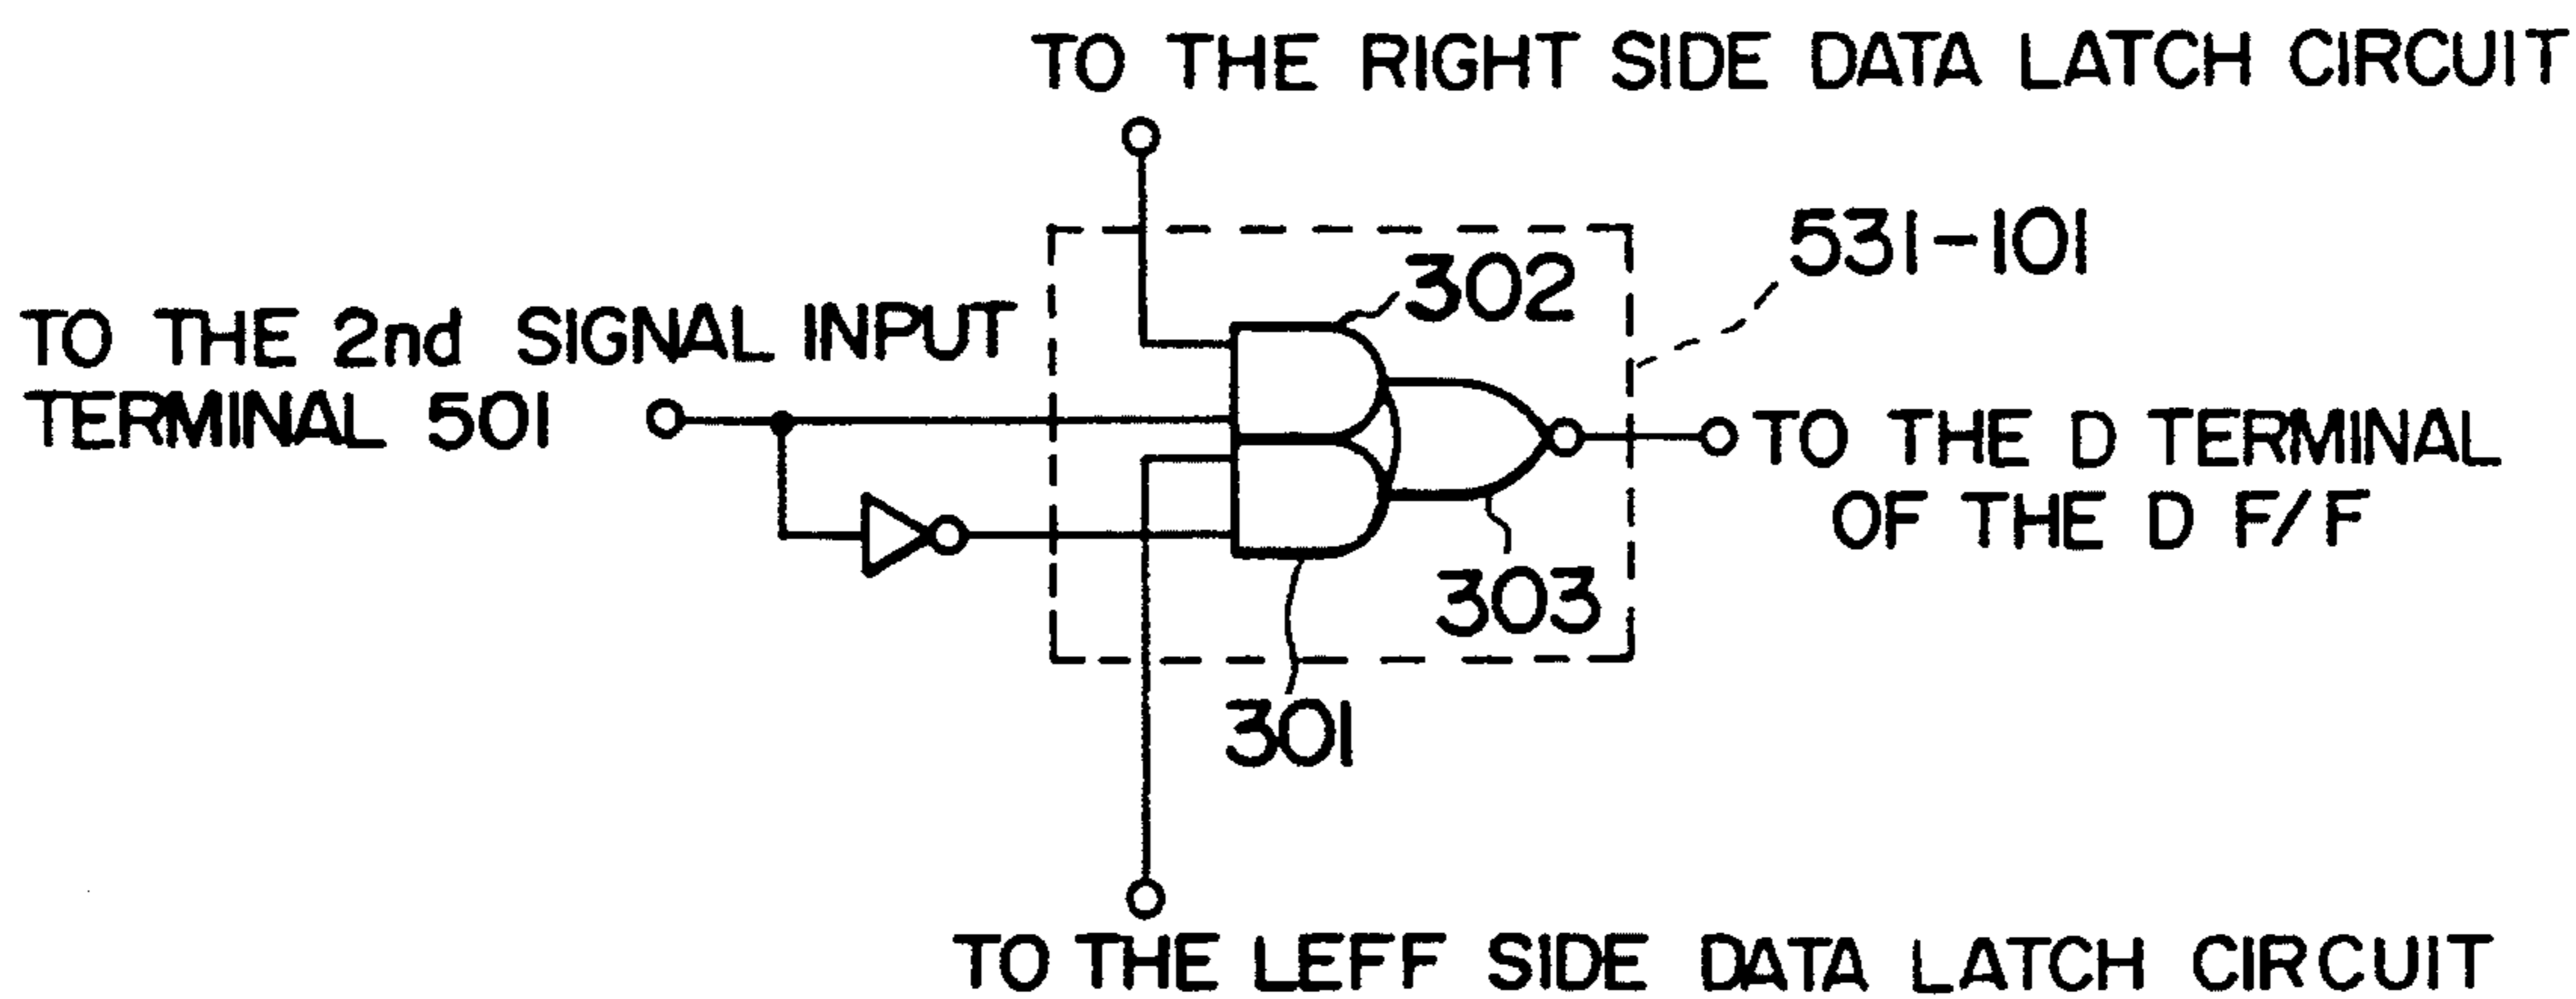 TO THE RIGHT SIDE DATA LATCH CIRCUIT
531-101
302
TO THE 2nd SIGNAL INPUT
TERMINAL 501
TO THE D TERMINAL
OF THE D F/F
303
301
TO THE LEFF SIDE DATA LATCH CIRCUIT